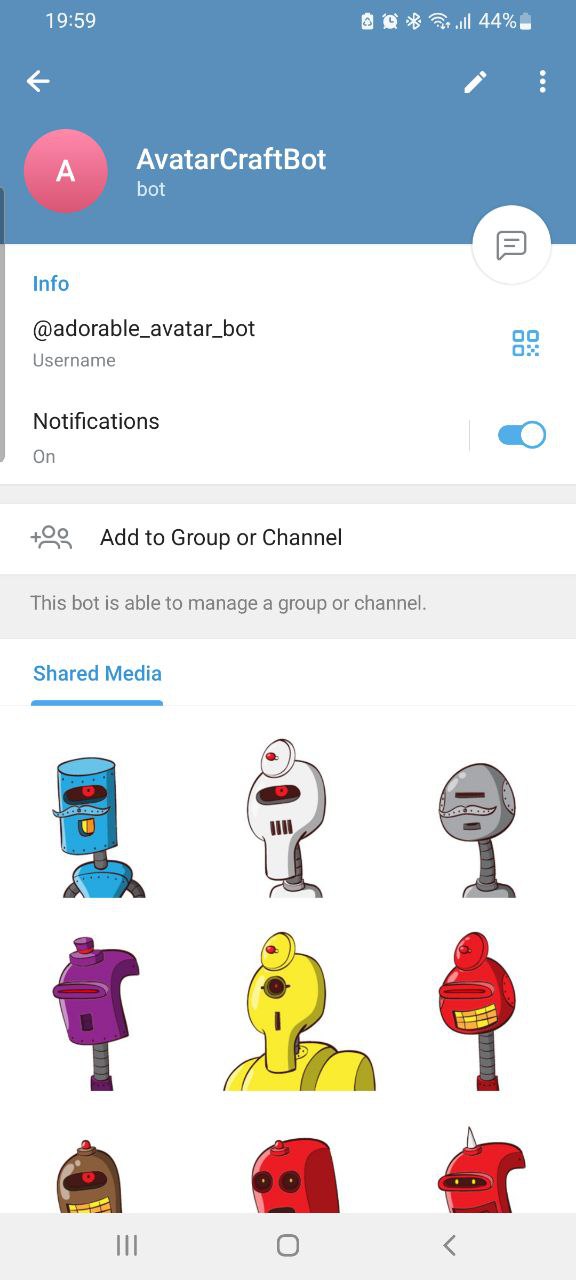 19:59
44%
A
AvatarCraftBot
bot
Info
@adorable_avatar_bot
Username
Notifications
On
Add to Group or Channel
This bot is able to manage a group or channel.
Shared Media